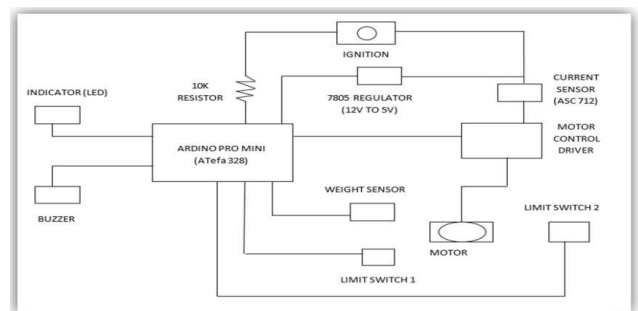 IGNITION
10K
RESISTOR
7805 REGULATOR
(12V TO 5V)
CURRENT
SENSOR
(ASC 712)
INDICATOR (LED)
ARDINO PRO MINI
(ATefa 328)
MOTOR
CONTROL
DRIVER
WEIGHT SENSOR
LIMIT SWITCH 2
BUZZER
MOTOR
LIMIT SWITCH 1